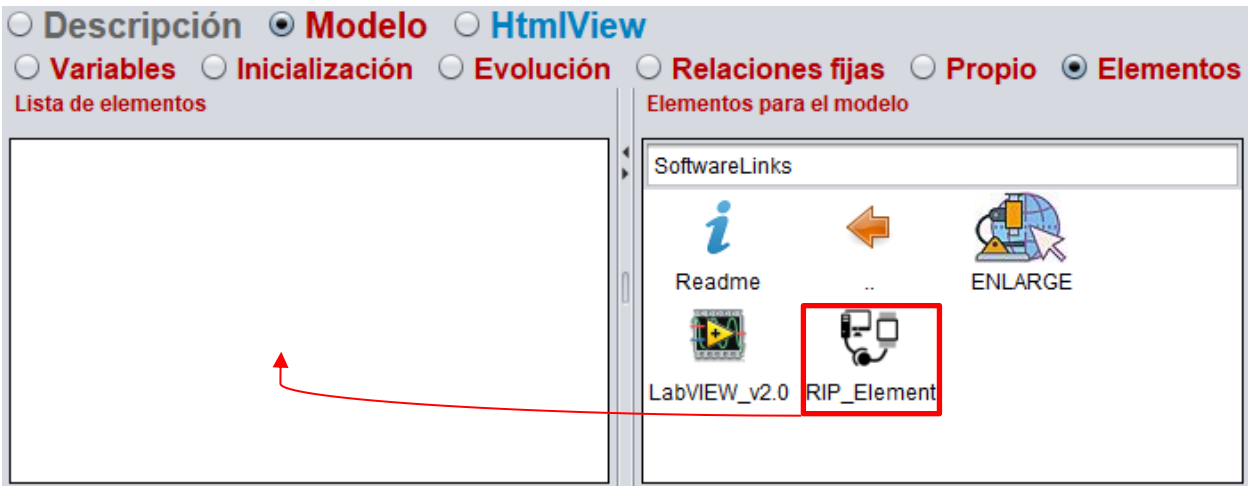 Descripción Modelo HtmlView
Variables Inicialización Evolución Relaciones fijas Propio Elementos
Lista de elementos
Elementos para el modelo
SoftwareLinks
Readme .. ENLARGE
LabVIEW_v2.0 RIP_Element